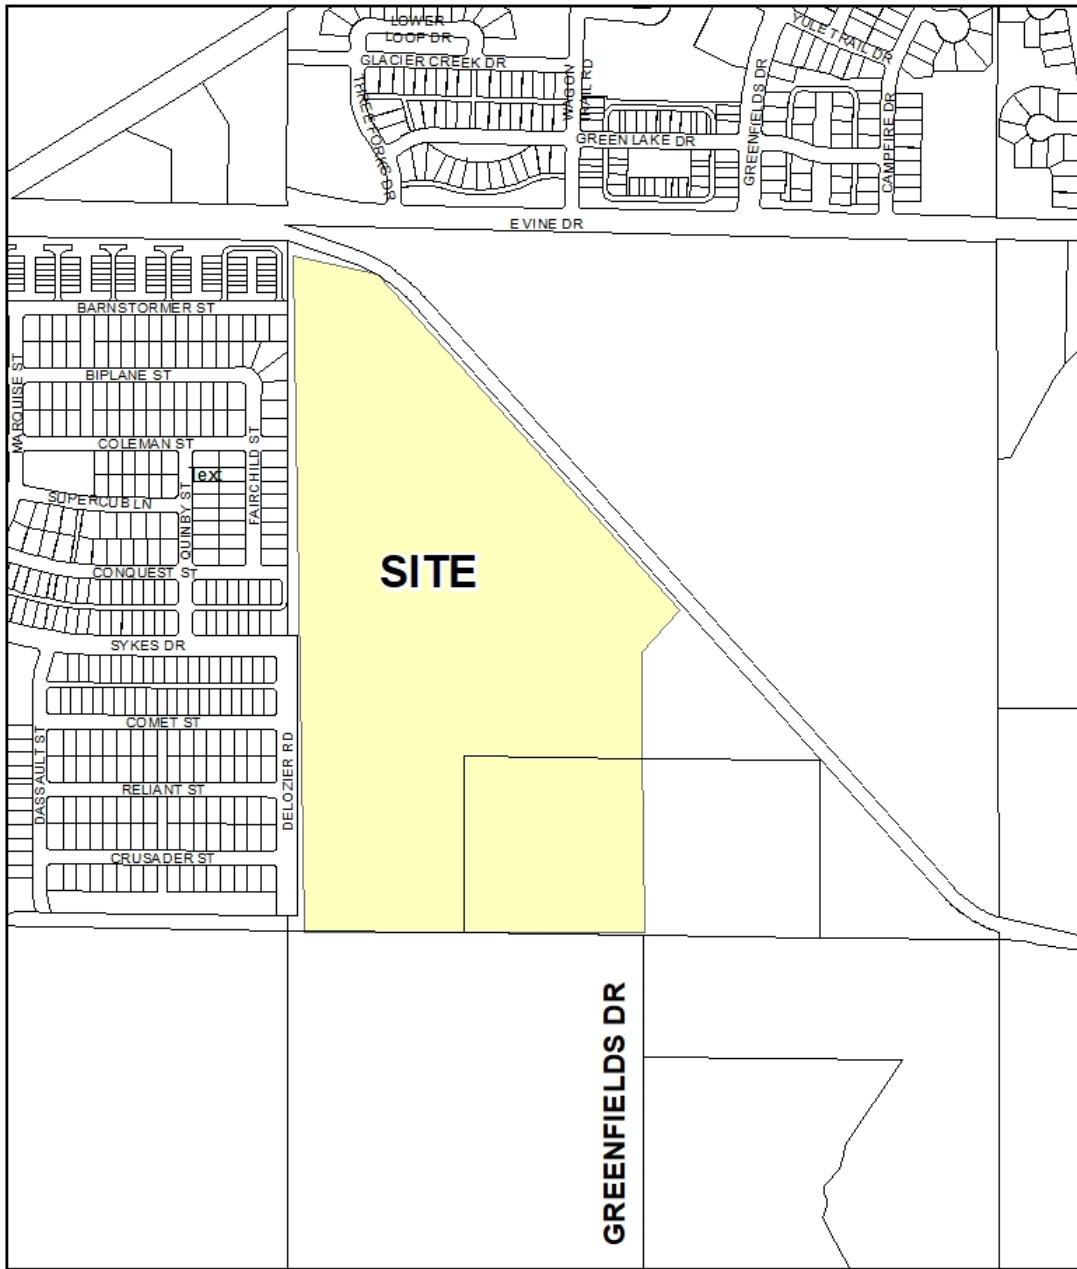 LOWER
LOOP DR
YULE TRAIL DR
GLACIER CREEK DR
WAGON
TRAIL RD
THREE FORKS DR
GREENFIELDS DR
GREEN LAKE DR
CAMPFIRE DR
E VINE DR
BARNSTORMER ST
MARQUISE ST
BIPLANE ST
COLEMAN ST
FAIRCHILD ST
Text
SUPERCUB LN
QUINBY ST
CONQUEST ST
SITE
SYKES DR
COMET ST
DASSAULT ST
DELOZIER RD
RELIANT ST
CRUSADER ST
GREENFIELDS DR